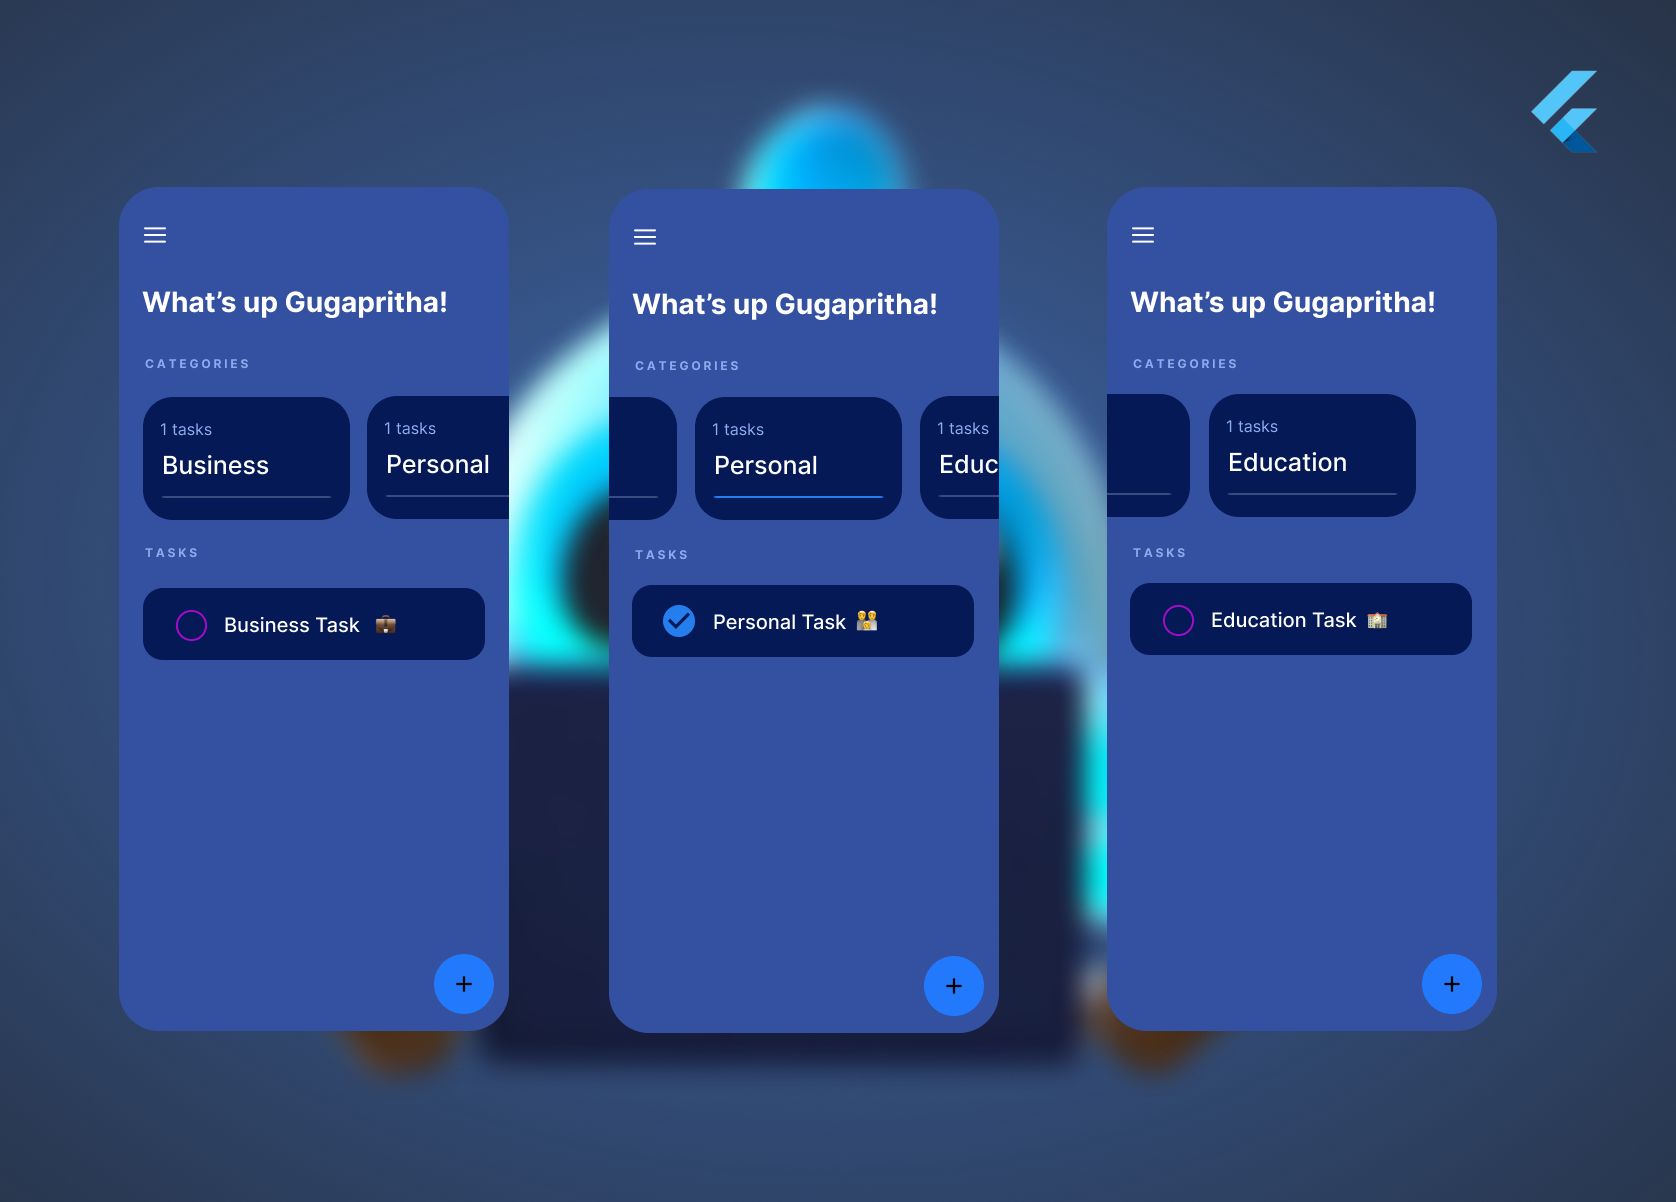 What’s up Gugapritha!
CATEGORIES
1 tasks
Business
1 tasks
Personal
TASKS
Business Task
What’s up Gugapritha!
CATEGORIES
1 tasks
Personal
1 tasks
Educ
TASKS
Personal Task
What’s up Gugapritha!
CATEGORIES
1 tasks
Education
TASKS
Education Task